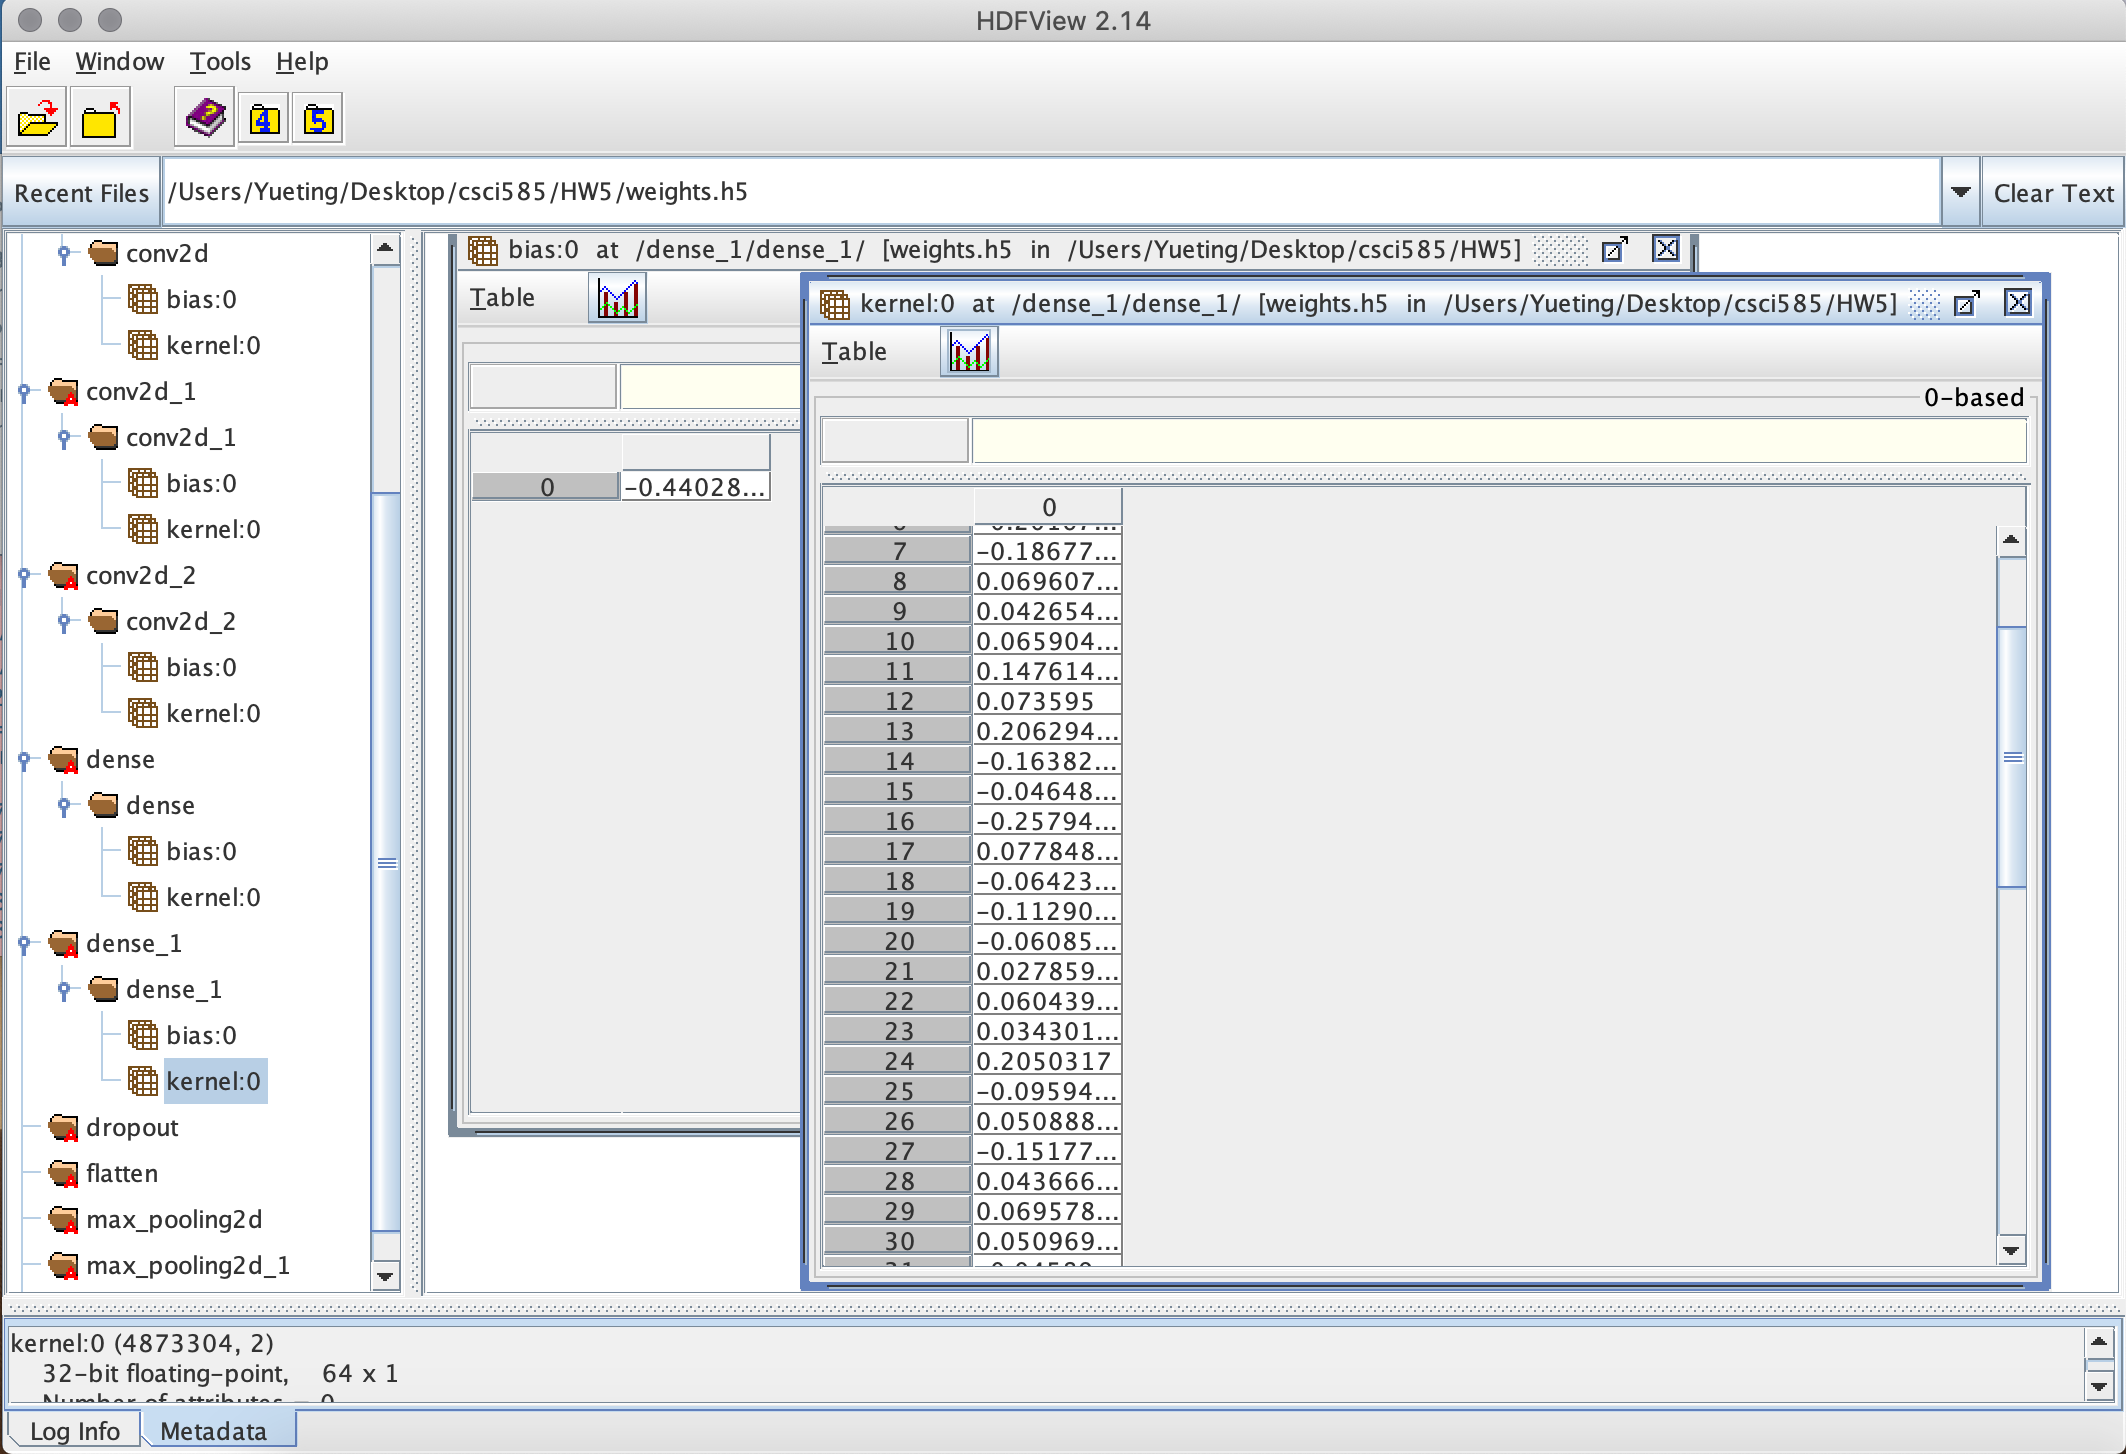 HDFView 2.14
File Window Tools Help
4 5
Recent Files /Users/Yueting/Desktop/csci585/HW5/weights.h5 Clear Text
conv2d
bias:0
kernel:0
conv2d_1
conv2d_1
bias:0
kernel:0
conv2d_2
conv2d_2
bias:0
kernel:0
dense
dense
bias:0
kernel:0
dense_1
dense_1
bias:0
kernel:0
dropout
flatten
max_pooling2d
max_pooling2d_1
bias:0 at /dense_1/dense_1/ [weights.h5 in /Users/Yueting/Desktop/csci585/HW5]
Table
0 -0.44028...
kernel:0 at /dense_1/dense_1/ [weights.h5 in /Users/Yueting/Desktop/csci585/HW5]
Table
0-based
0
7 -0.18677...
8 0.069607...
9 0.042654...
10 0.065904...
11 0.147614...
12 0.073595
13 0.206294...
14 -0.16382...
15 -0.04648...
16 -0.25794...
17 0.077848...
18 -0.06423...
19 -0.11290...
20 -0.06085...
21 0.027859...
22 0.060439...
23 0.034301...
24 0.2050317
25 -0.09594...
26 0.050888...
27 -0.15177...
28 0.043666...
29 0.069578...
30 0.050969...
kernel:0 (4873304, 2)
32-bit floating-point, 64 x 1
Number of attributes = 0
Log Info Metadata